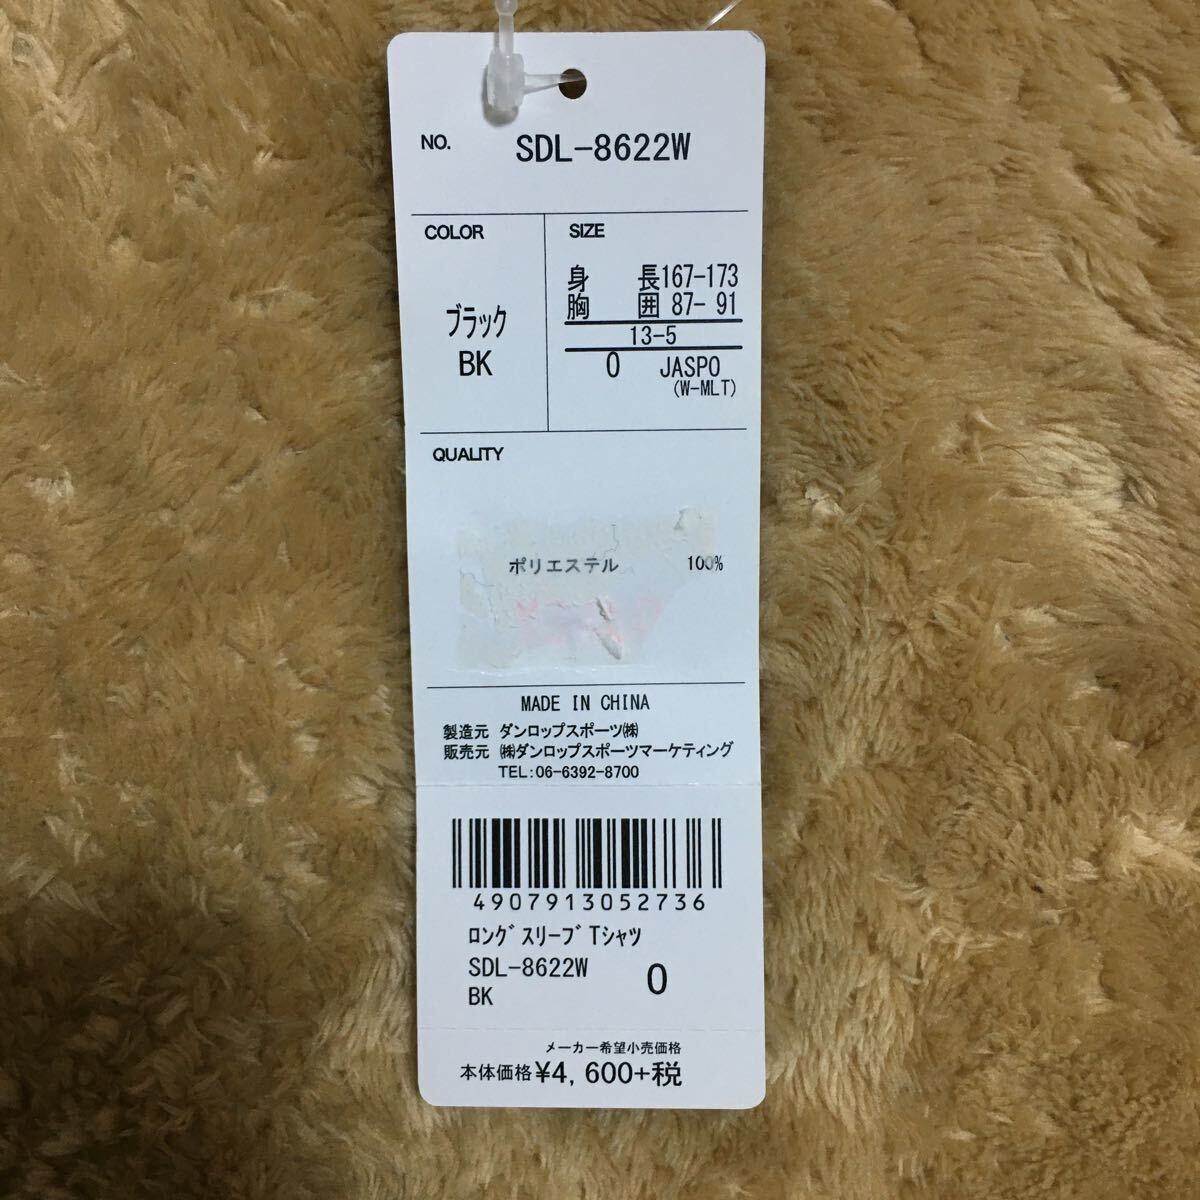 NO. SDL-8622W
COLOR
ブラック
BK
SIZE
身 長167-173
胸 囲 87- 91
13-5
O JASPO
(W-MLT)
QUALITY
ポリエステル 100%
MADE IN CHINA
製造元 ダンロップスポーツ㈱
販売元 ㈱ダンロップスポーツマーケティング
TEL:06-6392-8700
4907913052736
ﾛﾝｸﾞｽﾘｰﾌﾞTｼｬﾂ
SDL-8622W O
BK
メーカー希望小売価格
本体価格¥4,600+税